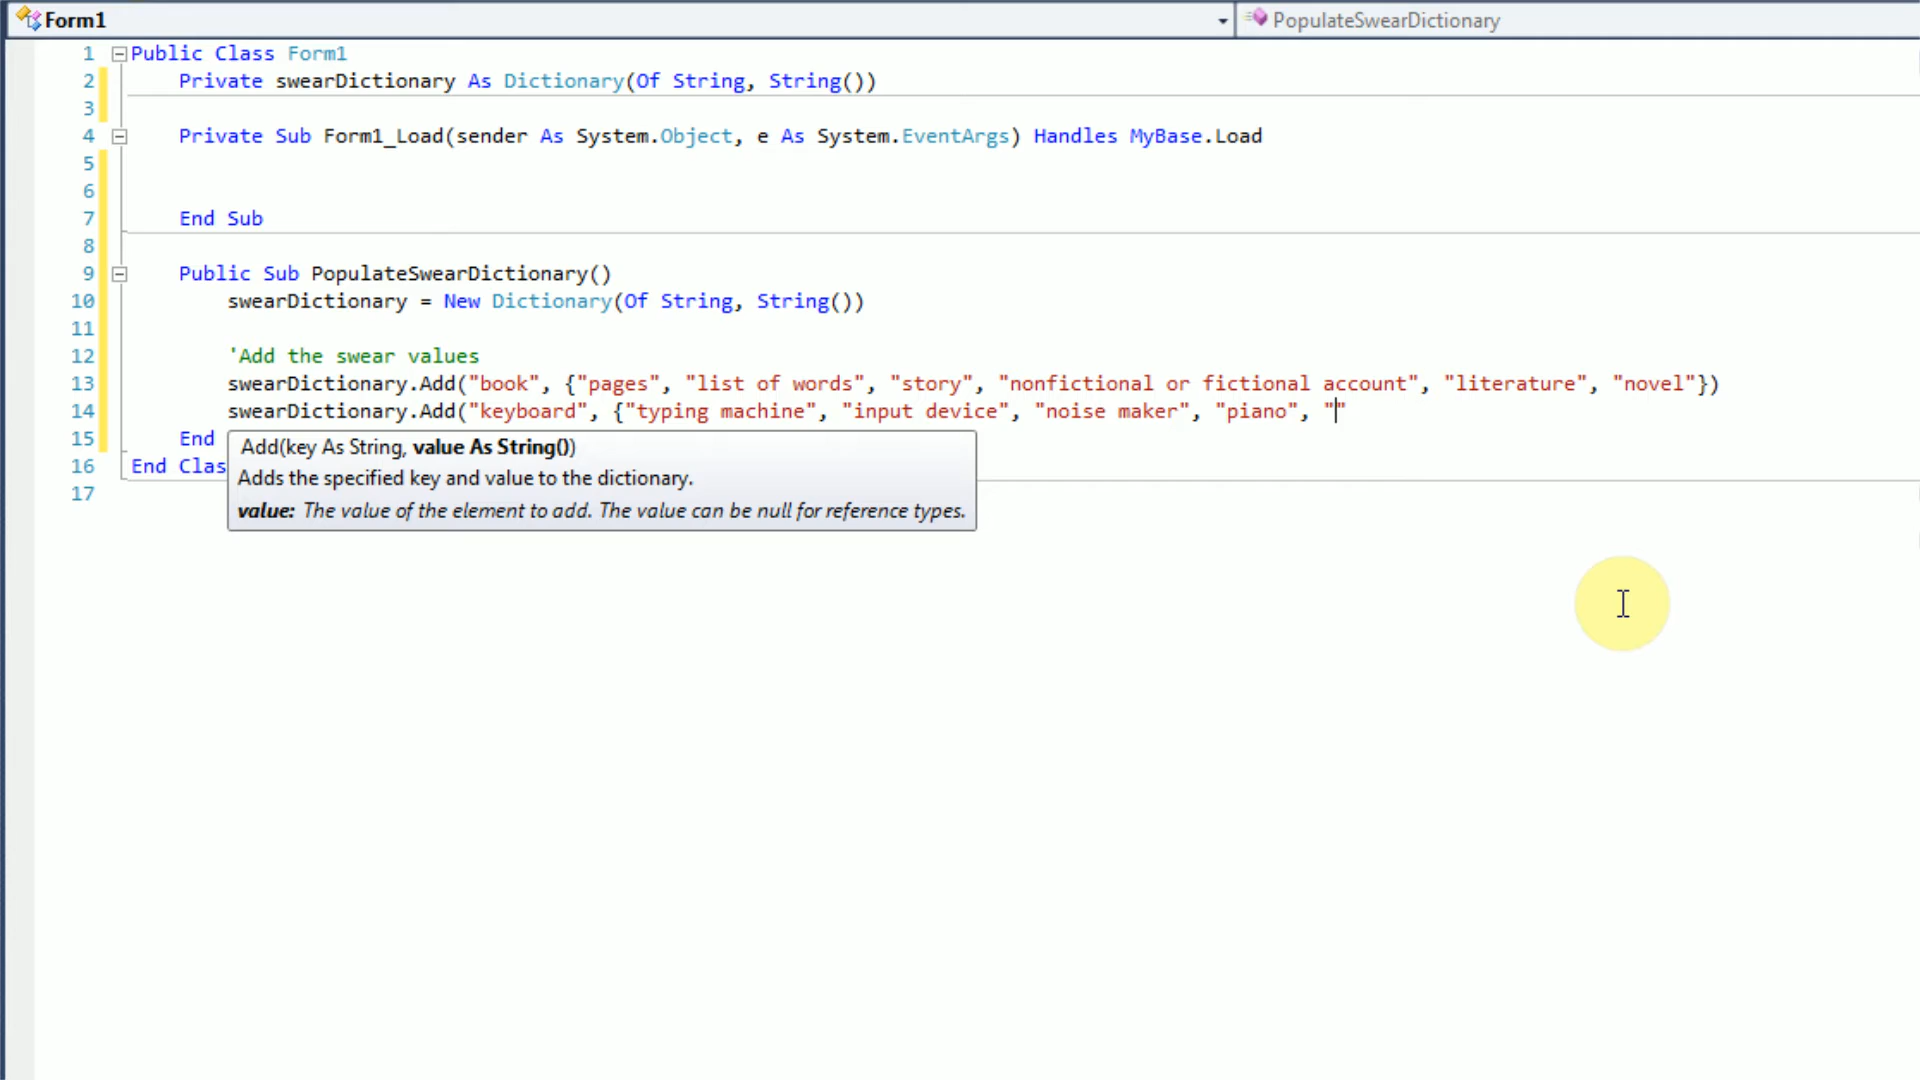 Form1 PopulateSwearDictionary
1 Public Class Form1
2 Private swearDictionary As Dictionary(Of String, String())
3
4 Private Sub Form1_Load(sender As System.Object, e As System.EventArgs) Handles MyBase.Load
5
6
7 End Sub
8
9 Public Sub PopulateSwearDictionary()
10 swearDictionary = New Dictionary(Of String, String())
11
12 'Add the swear values
13 swearDictionary.Add("book", {"pages", "list of words", "story", "nonfictional or fictional account", "literature", "novel"})
14 swearDictionary.Add("keyboard", {"typing machine", "input device", "noise maker", "piano", ""
15 End
Add(key As String, value As String())
16 End Clas
Adds the specified key and value to the dictionary.
17
value: The value of the element to add. The value can be null for reference types.